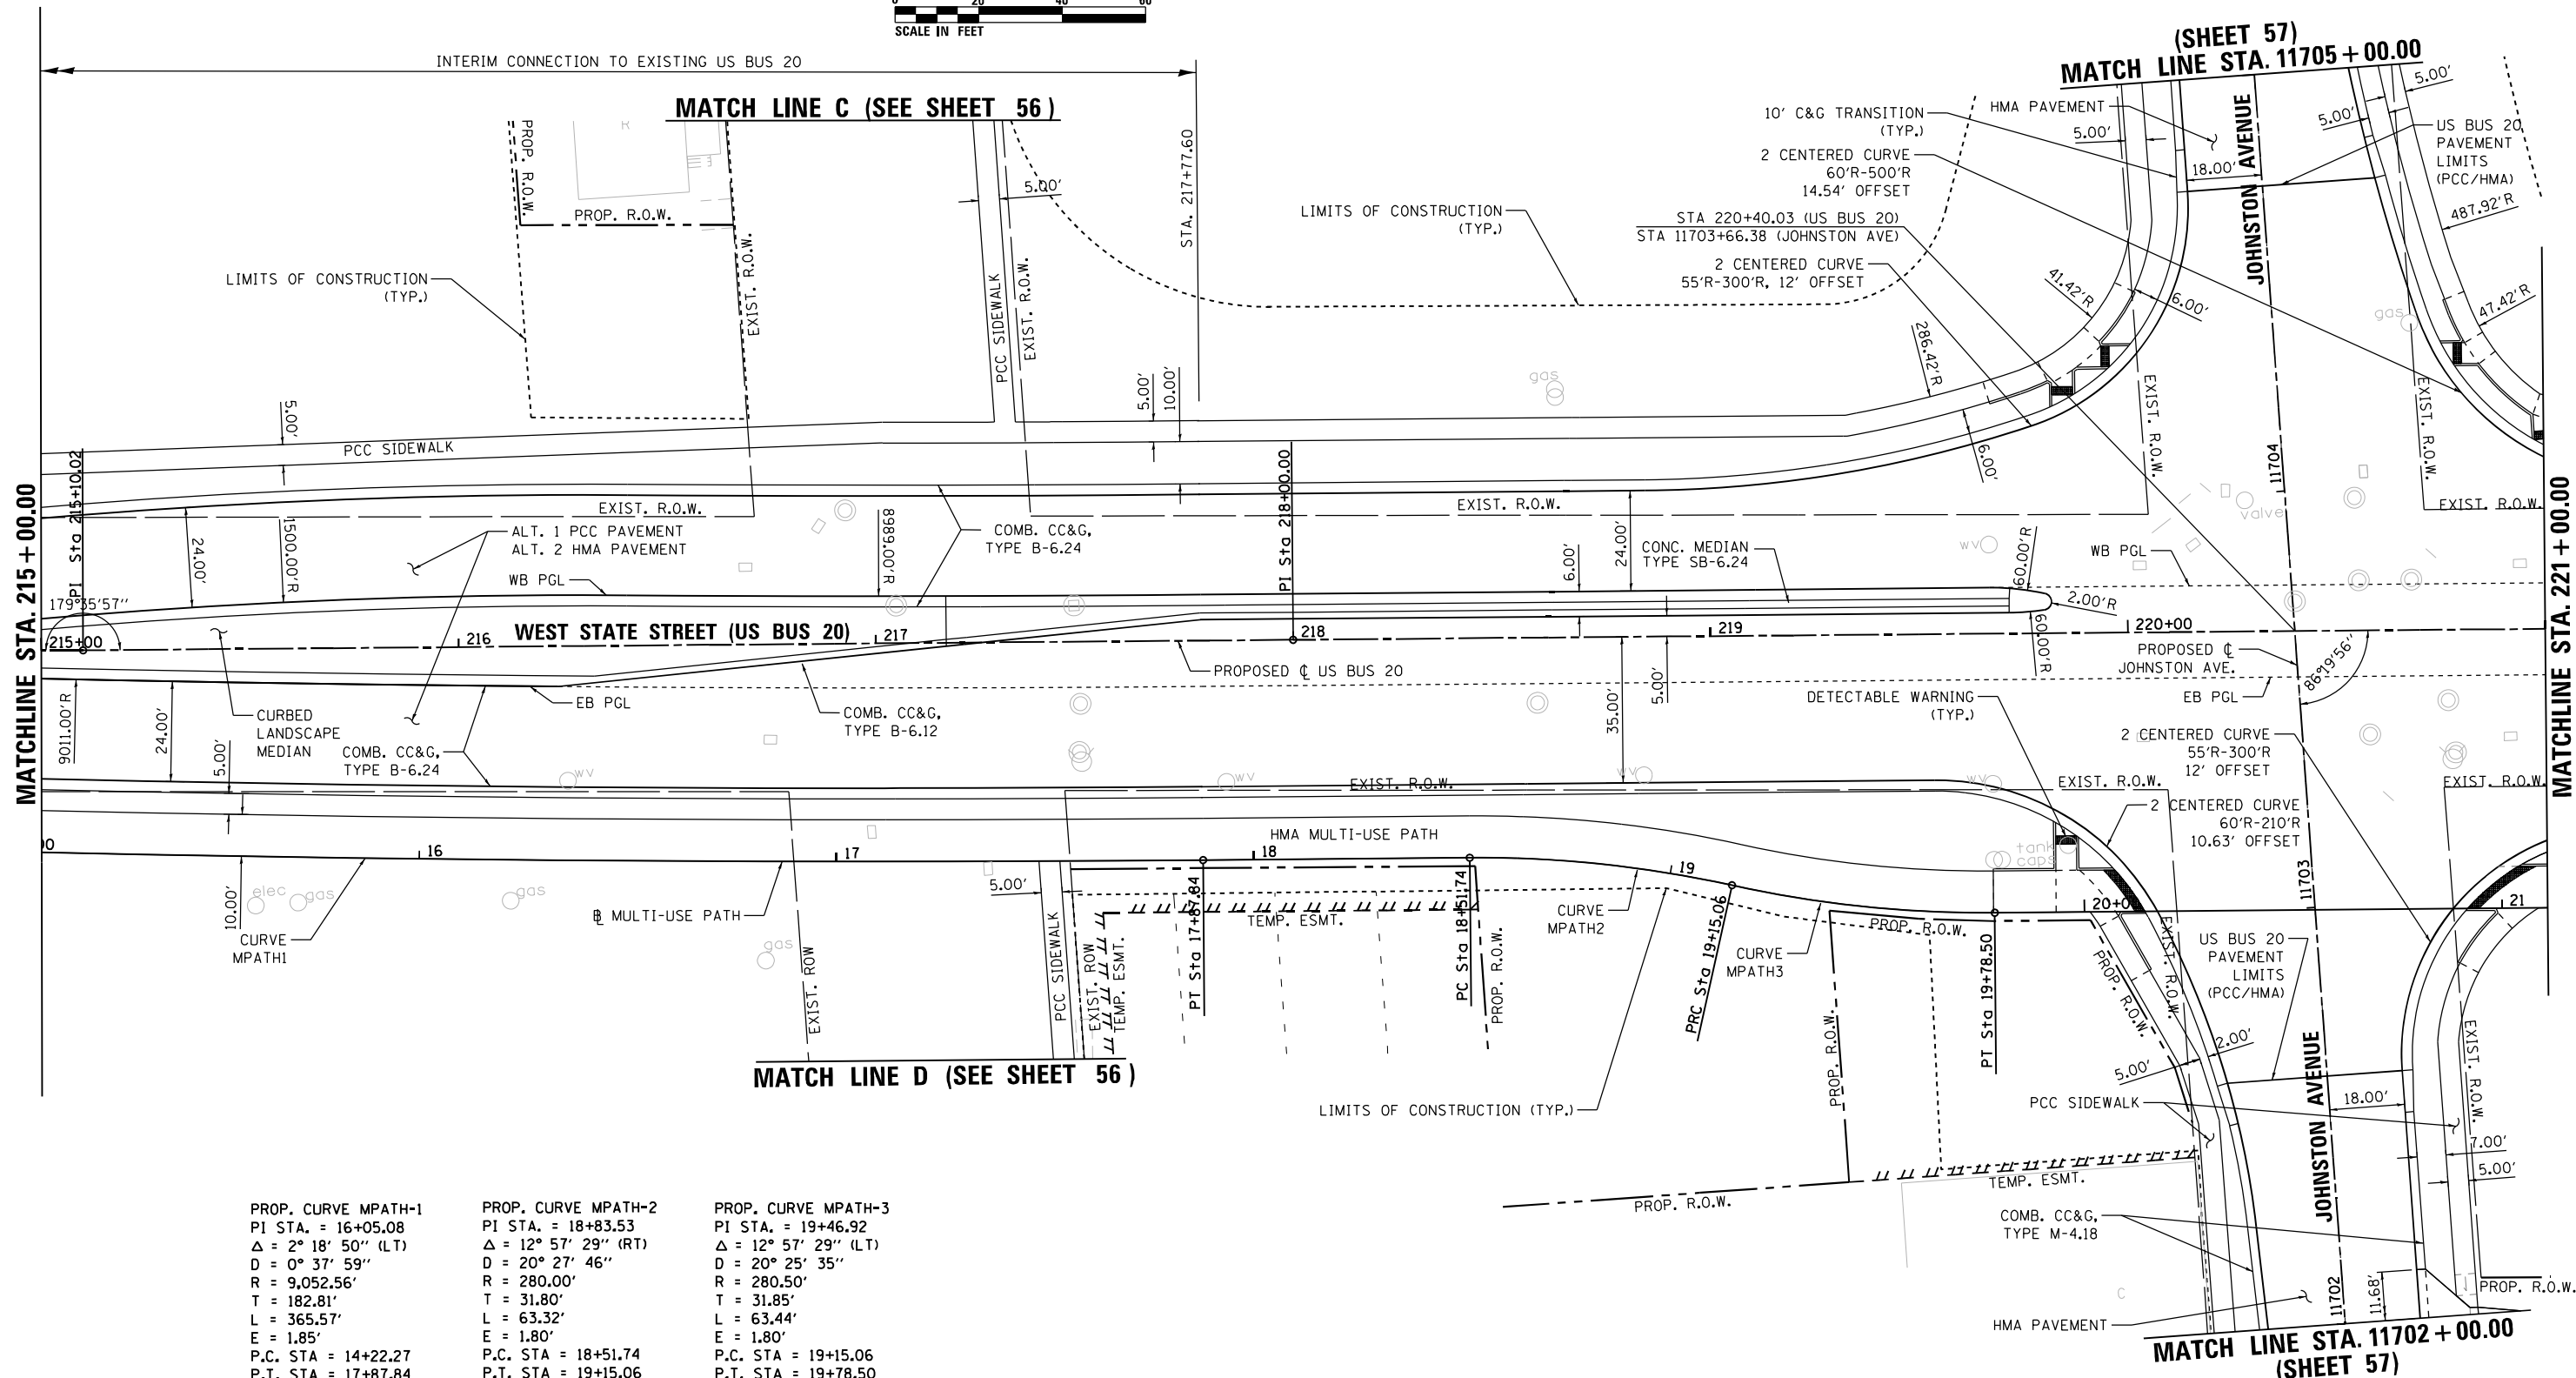 0 20 40 60
SCALE IN FEET
INTERIM CONNECTION TO EXISTING US BUS 20
MATCH LINE C (SEE SHEET 56 )
(SHEET 57)
MATCH LINE STA. 11705+00.00
PROP. R.O.W.
R
PROP. R.O.W.
EXIST. R.O.W.
LIMITS OF CONSTRUCTION
(TYP.)
5.00'
PCC SIDEWALK
EXIST. R.O.W.
STA. 217+77.60
LIMITS OF CONSTRUCTION
(TYP.)
10' C&G TRANSITION
(TYP.)
2 CENTERED CURVE
60'R-500'R
14.54' OFFSET
STA 220+40.03 (US BUS 20)
STA 11703+66.38 (JOHNSTON AVE)
2 CENTERED CURVE
55'R-300'R, 12' OFFSET
HMA PAVEMENT
5.00'
18.00'
JOHNSTON AVENUE
5.00'
5.00'
US BUS 20
PAVEMENT
LIMITS
(PCC/HMA)
487.92'R
47.42'R
gas
41.42'R
6.00'
286.42'R
6.00'
gas
EXIST. R.O.W.
EXIST. R.O.W.
EXIST. R.O.W.
11704
valve
5.00'
10.00'
5.00'
PCC SIDEWALK
MATCHLINE STA. 215+00.00
PI Sta 215+10.02
179°35'57''
215+00
24.00'
1500.00'R
EXIST. R.O.W.
ALT. 1 PCC PAVEMENT
ALT. 2 HMA PAVEMENT
WB PGL
8989.00'R
COMB. CC&G,
TYPE B-6.24
PI Sta 218+00.00
EXIST. R.O.W.
CONC. MEDIAN
TYPE SB-6.24
6.00'
24.00'
WV
60.00'R
2.00'R
60.00'R
WB PGL
MATCHLINE STA. 221+00.00
216
WEST STATE STREET (US BUS 20)
217
218
219
220+00
PROPOSED ℄ US BUS 20
PROPOSED ℄
JOHNSTON AVE.
86°19'56''
EB PGL
EB PGL
COMB. CC&G,
TYPE B-6.12
CURBED
LANDSCAPE
MEDIAN
COMB. CC&G,
TYPE B-6.24
9011.00'R
24.00'
5.00'
35.00'
5.00'
DETECTABLE WARNING
(TYP.)
2 CENTERED CURVE
55'R-300'R
12' OFFSET
2 CENTERED CURVE
60'R-210'R
10.63' OFFSET
WV
WV
WV
WV
EXIST. R.O.W.
EXIST. R.O.W.
EXIST. R.O.W.
00
16
17
18
19
20+0
21
HMA MULTI-USE PATH
tank
caps
11703
10.00'
elec
gas
gas
gas
CURVE
MPATH1
℄ MULTI-USE PATH
EXIST. ROW
5.00'
PCC SIDEWALK
EXIST. ROW
TEMP. ESMT.
PT Sta 17+87.84
TEMP. ESMT.
PC Sta 18+51.74
PROP. R.O.W.
CURVE
MPATH2
PRC Sta 19+15.06
CURVE
MPATH3
PROP. R.O.W.
PROP. R.O.W.
PT Sta 19+78.50
PROP. R.O.W.
EXIST. R.O.W.
US BUS 20
PAVEMENT
LIMITS
(PCC/HMA)
EXIST. R.O.W.
MATCH LINE D (SEE SHEET 56 )
LIMITS OF CONSTRUCTION (TYP.)
5.00'
2.00'
PCC SIDEWALK
JOHNSTON AVENUE
18.00'
7.00'
5.00'
PROP. R.O.W.
TEMP. ESMT.
COMB. CC&G,
TYPE M-4.18
C
HMA PAVEMENT
11702
11.68'
PROP. R.O.W.
MATCH LINE STA. 11702+00.00
(SHEET 57)
PROP. CURVE MPATH-1
PI STA. = 16+05.08
Δ = 2° 18' 50'' (LT)
D = 0° 37' 59''
R = 9,052.56'
T = 182.81'
L = 365.57'
E = 1.85'
P.C. STA = 14+22.27
P.T. STA = 17+87.84
PROP. CURVE MPATH-2
PI STA. = 18+83.53
Δ = 12° 57' 29'' (RT)
D = 20° 27' 46''
R = 280.00'
T = 31.80'
L = 63.32'
E = 1.80'
P.C. STA = 18+51.74
P.T. STA = 19+15.06
PROP. CURVE MPATH-3
PI STA. = 19+46.92
Δ = 12° 57' 29'' (LT)
D = 20° 25' 35''
R = 280.50'
T = 31.85'
L = 63.44'
E = 1.80'
P.C. STA = 19+15.06
P.T. STA = 19+78.50